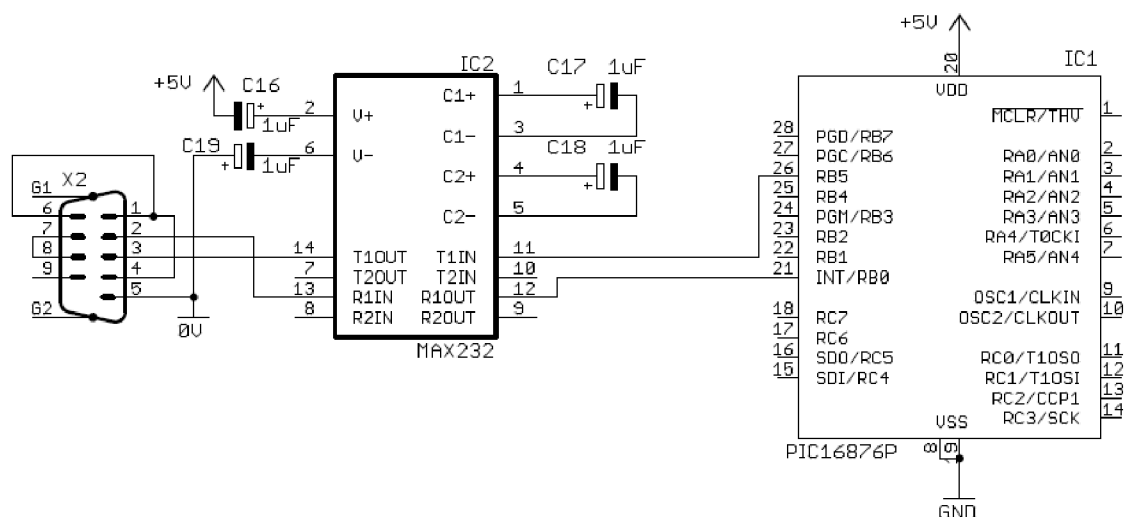 +5V
20
IC1
VDD
MCLR/THV 1
28 PGD/RB7
27 PGC/RB6
26 RB5
25 RB4
24 PGM/RB3
23 RB2
22 RB1
21 INT/RB0
18 RC7
17 RC6
16 SDO/RC5
15 SDI/RC4
RA0/AN0 2
RA1/AN1 3
RA2/AN2 4
RA3/AN3 5
RA4/T0CKI 6
RA5/AN4 7
OSC1/CLKIN 9
OSC2/CLKOUT 10
RC0/T1OSO 11
RC1/T1OSI 12
RC2/CCP1 13
RC3/SCK 14
VSS
PIC16876P
8
19
GND
IC2
+5V
C16
+
1uF
C19
+
1uF
2 V+
6 V-
C1+ 1
C1- 3
C2+ 4
C2- 5
C17 1uF
+
C18 1uF
+
14 T1OUT T1IN 11
7 T2OUT T2IN 10
13 R1IN R1OUT 12
8 R2IN R2OUT 9
MAX232
X2
G1
6
7
8
9
G2
1
2
3
4
5
0V